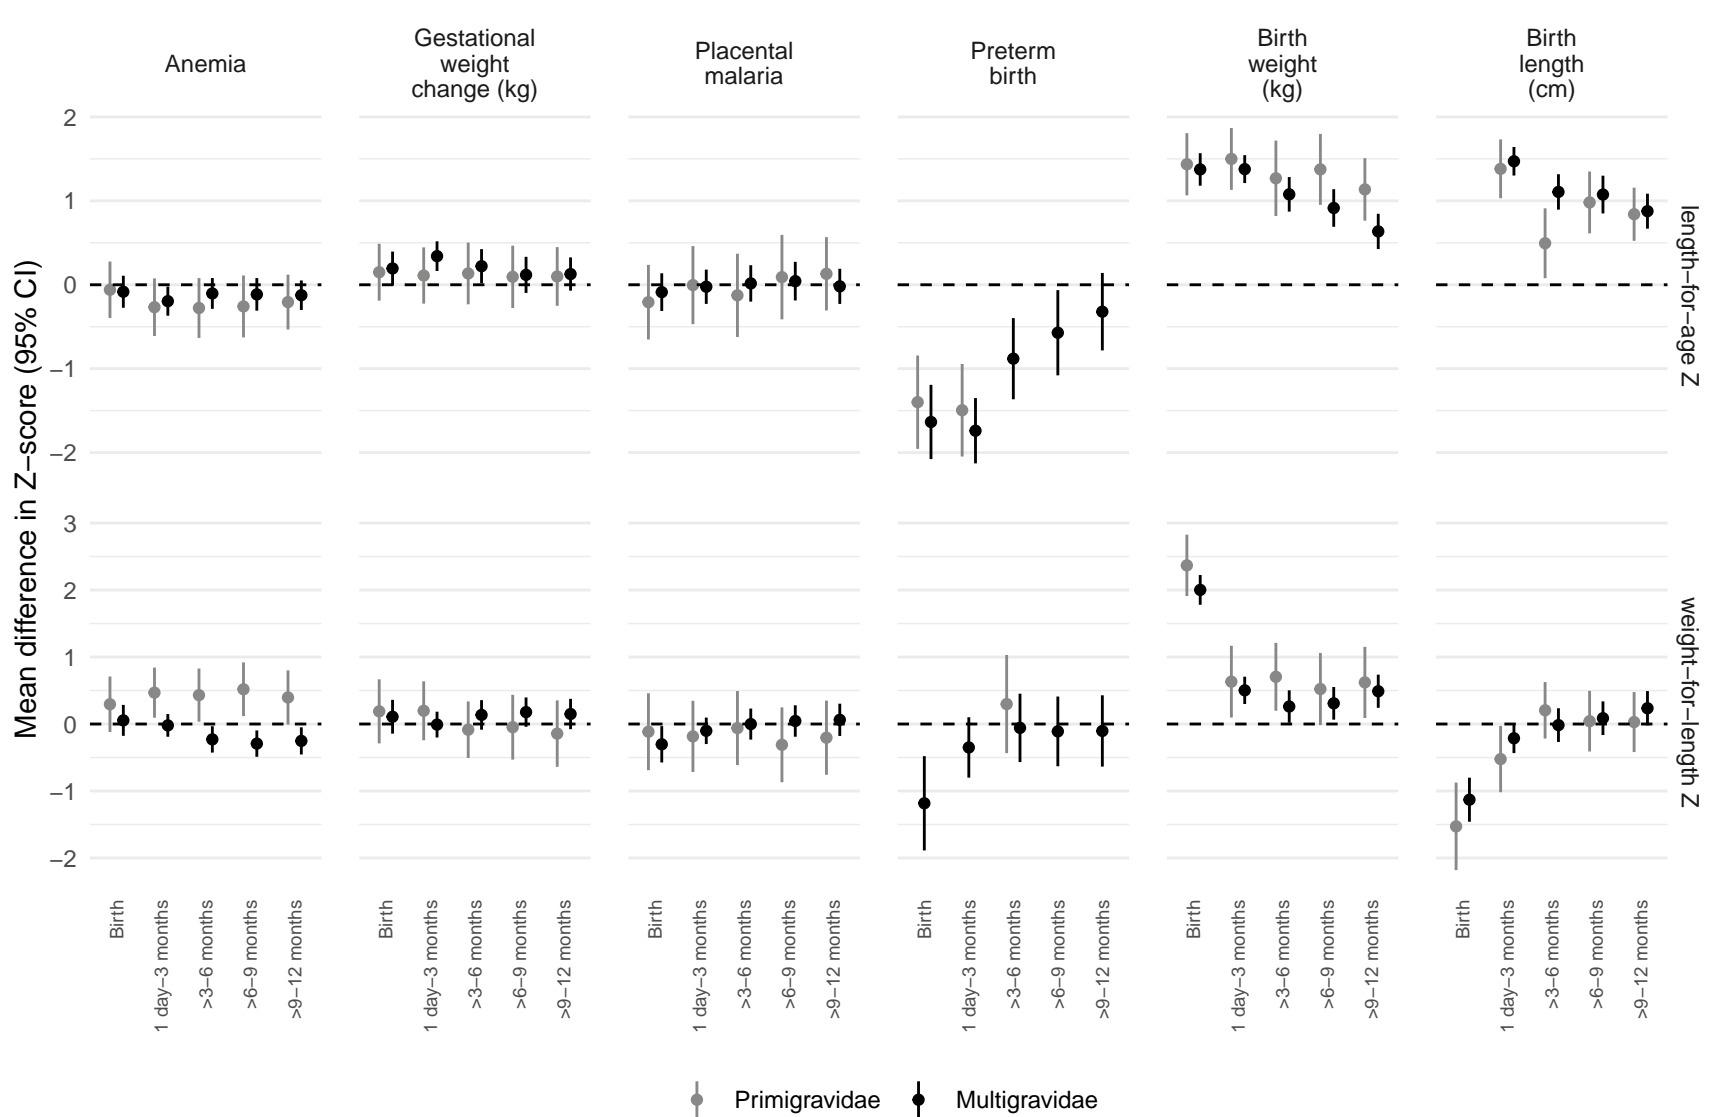 Anemia
Gestational
weight
change (kg)
Placental
malaria
Preterm
birth
Birth
weight
(kg)
Birth
length
(cm)
Mean difference in Z−score (95% CI)
2
1
0
−1
−2
length−for−age Z
3
2
1
0
−1
−2
weight−for−length Z
Birth
1 day−3 months
>3−6 months
>6−9 months
>9−12 months
Birth
1 day−3 months
>3−6 months
>6−9 months
>9−12 months
Birth
1 day−3 months
>3−6 months
>6−9 months
>9−12 months
Birth
1 day−3 months
>3−6 months
>6−9 months
>9−12 months
Birth
1 day−3 months
>3−6 months
>6−9 months
>9−12 months
Birth
1 day−3 months
>3−6 months
>6−9 months
>9−12 months
Primigravidae
Multigravidae